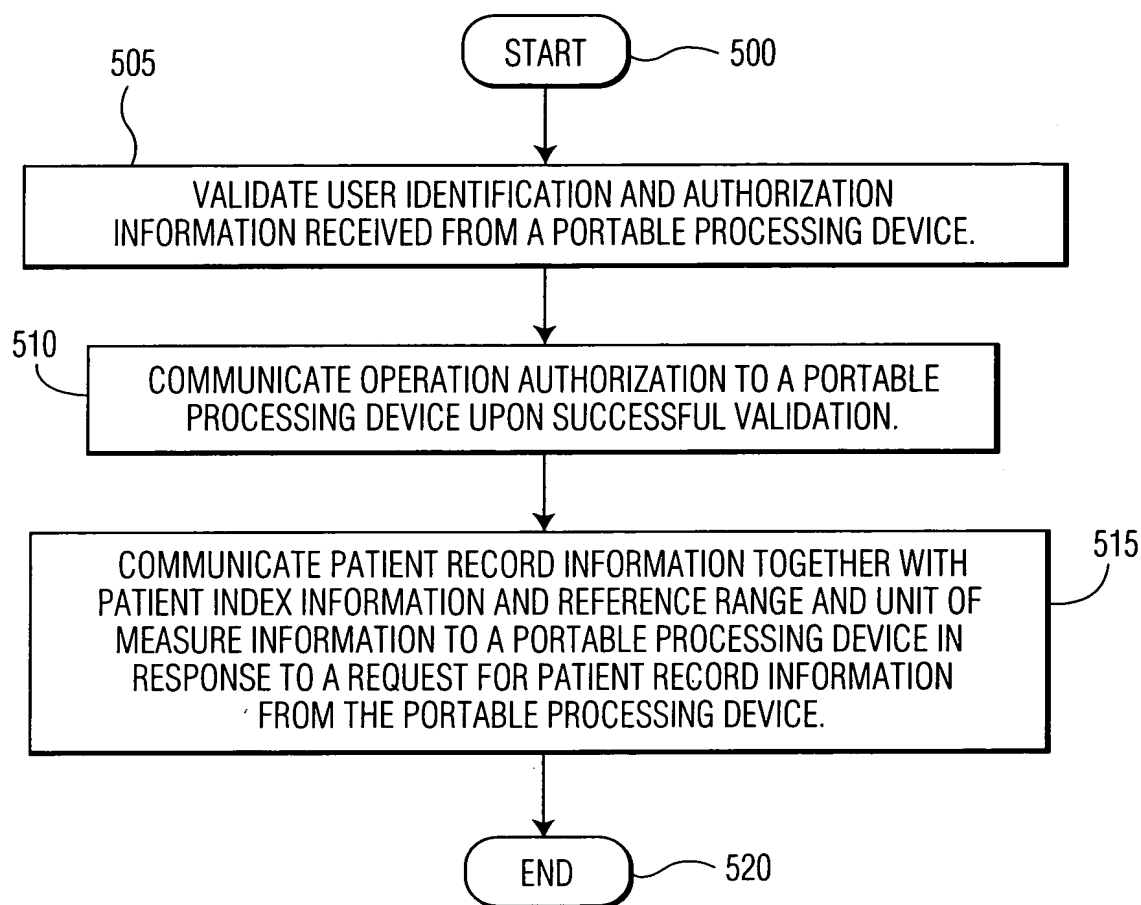 START
500
505
VALIDATE USER IDENTIFICATION AND AUTHORIZATION
INFORMATION RECEIVED FROM A PORTABLE PROCESSING DEVICE.
510
COMMUNICATE OPERATION AUTHORIZATION TO A PORTABLE
PROCESSING DEVICE UPON SUCCESSFUL VALIDATION.
515
COMMUNICATE PATIENT RECORD INFORMATION TOGETHER WITH
PATIENT INDEX INFORMATION AND REFERENCE RANGE AND UNIT OF
MEASURE INFORMATION TO A PORTABLE PROCESSING DEVICE IN
RESPONSE TO A REQUEST FOR PATIENT RECORD INFORMATION
FROM THE PORTABLE PROCESSING DEVICE.
END
520